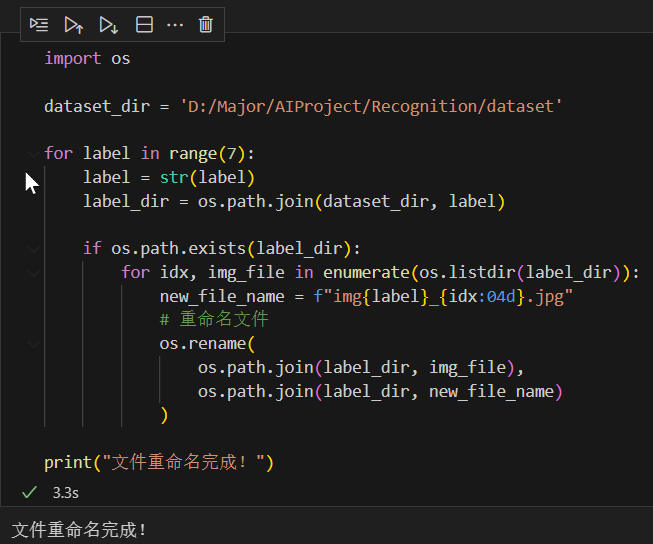 import os
dataset_dir = 'D:/Major/AIProject/Recognition/dataset'
for label in range(7):
    label = str(label)
    label_dir = os.path.join(dataset_dir, label)
    if os.path.exists(label_dir):
        for idx, img_file in enumerate(os.listdir(label_dir)):
            new_file_name = f"img{label}_{idx:04d}.jpg"
            # 重命名文件
            os.rename(
                os.path.join(label_dir, img_file),
                os.path.join(label_dir, new_file_name)
            )
print("文件重命名完成！")
3.3s
文件重命名完成！